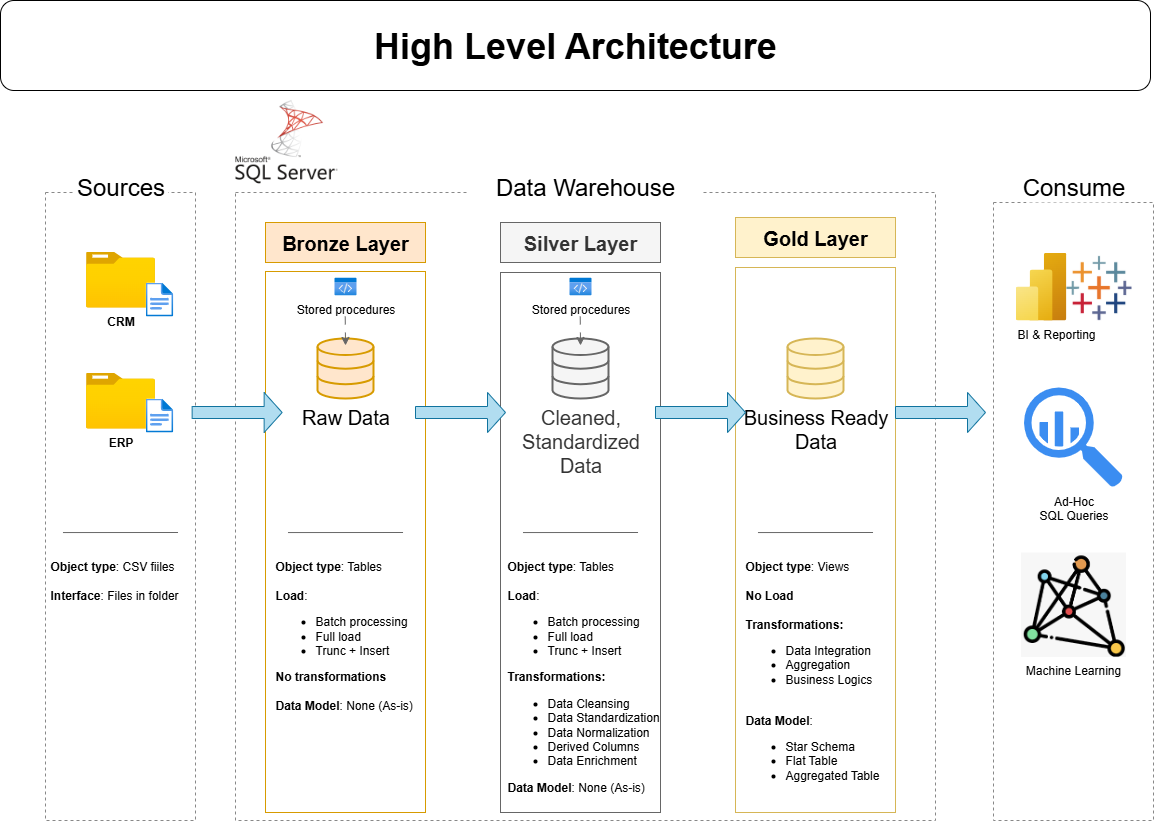 High Level Architecture
Microsoft®
SQL Server
Sources
Data Warehouse
Consume
CRM
ERP
Object type: CSV fiiles
Interface: Files in folder
Bronze Layer
Stored procedures
Raw Data
Object type: Tables
Load:
Batch processing
Full load
Trunc + Insert
No transformations
Data Model: None (As-is)
Silver Layer
Stored procedures
Cleaned,
Standardized
Data
Object type: Tables
Load:
Batch processing
Full load
Trunc + Insert
Transformations:
Data Cleansing
Data Standardization
Data Normalization
Derived Columns
Data Enrichment
Data Model: None (As-is)
Gold Layer
Business Ready
Data
Object type: Views
No Load
Transformations:
Data Integration
Aggregation
Business Logics
Data Model:
Star Schema
Flat Table
Aggregated Table
BI & Reporting
Ad-Hoc
SQL Queries
Machine Learning